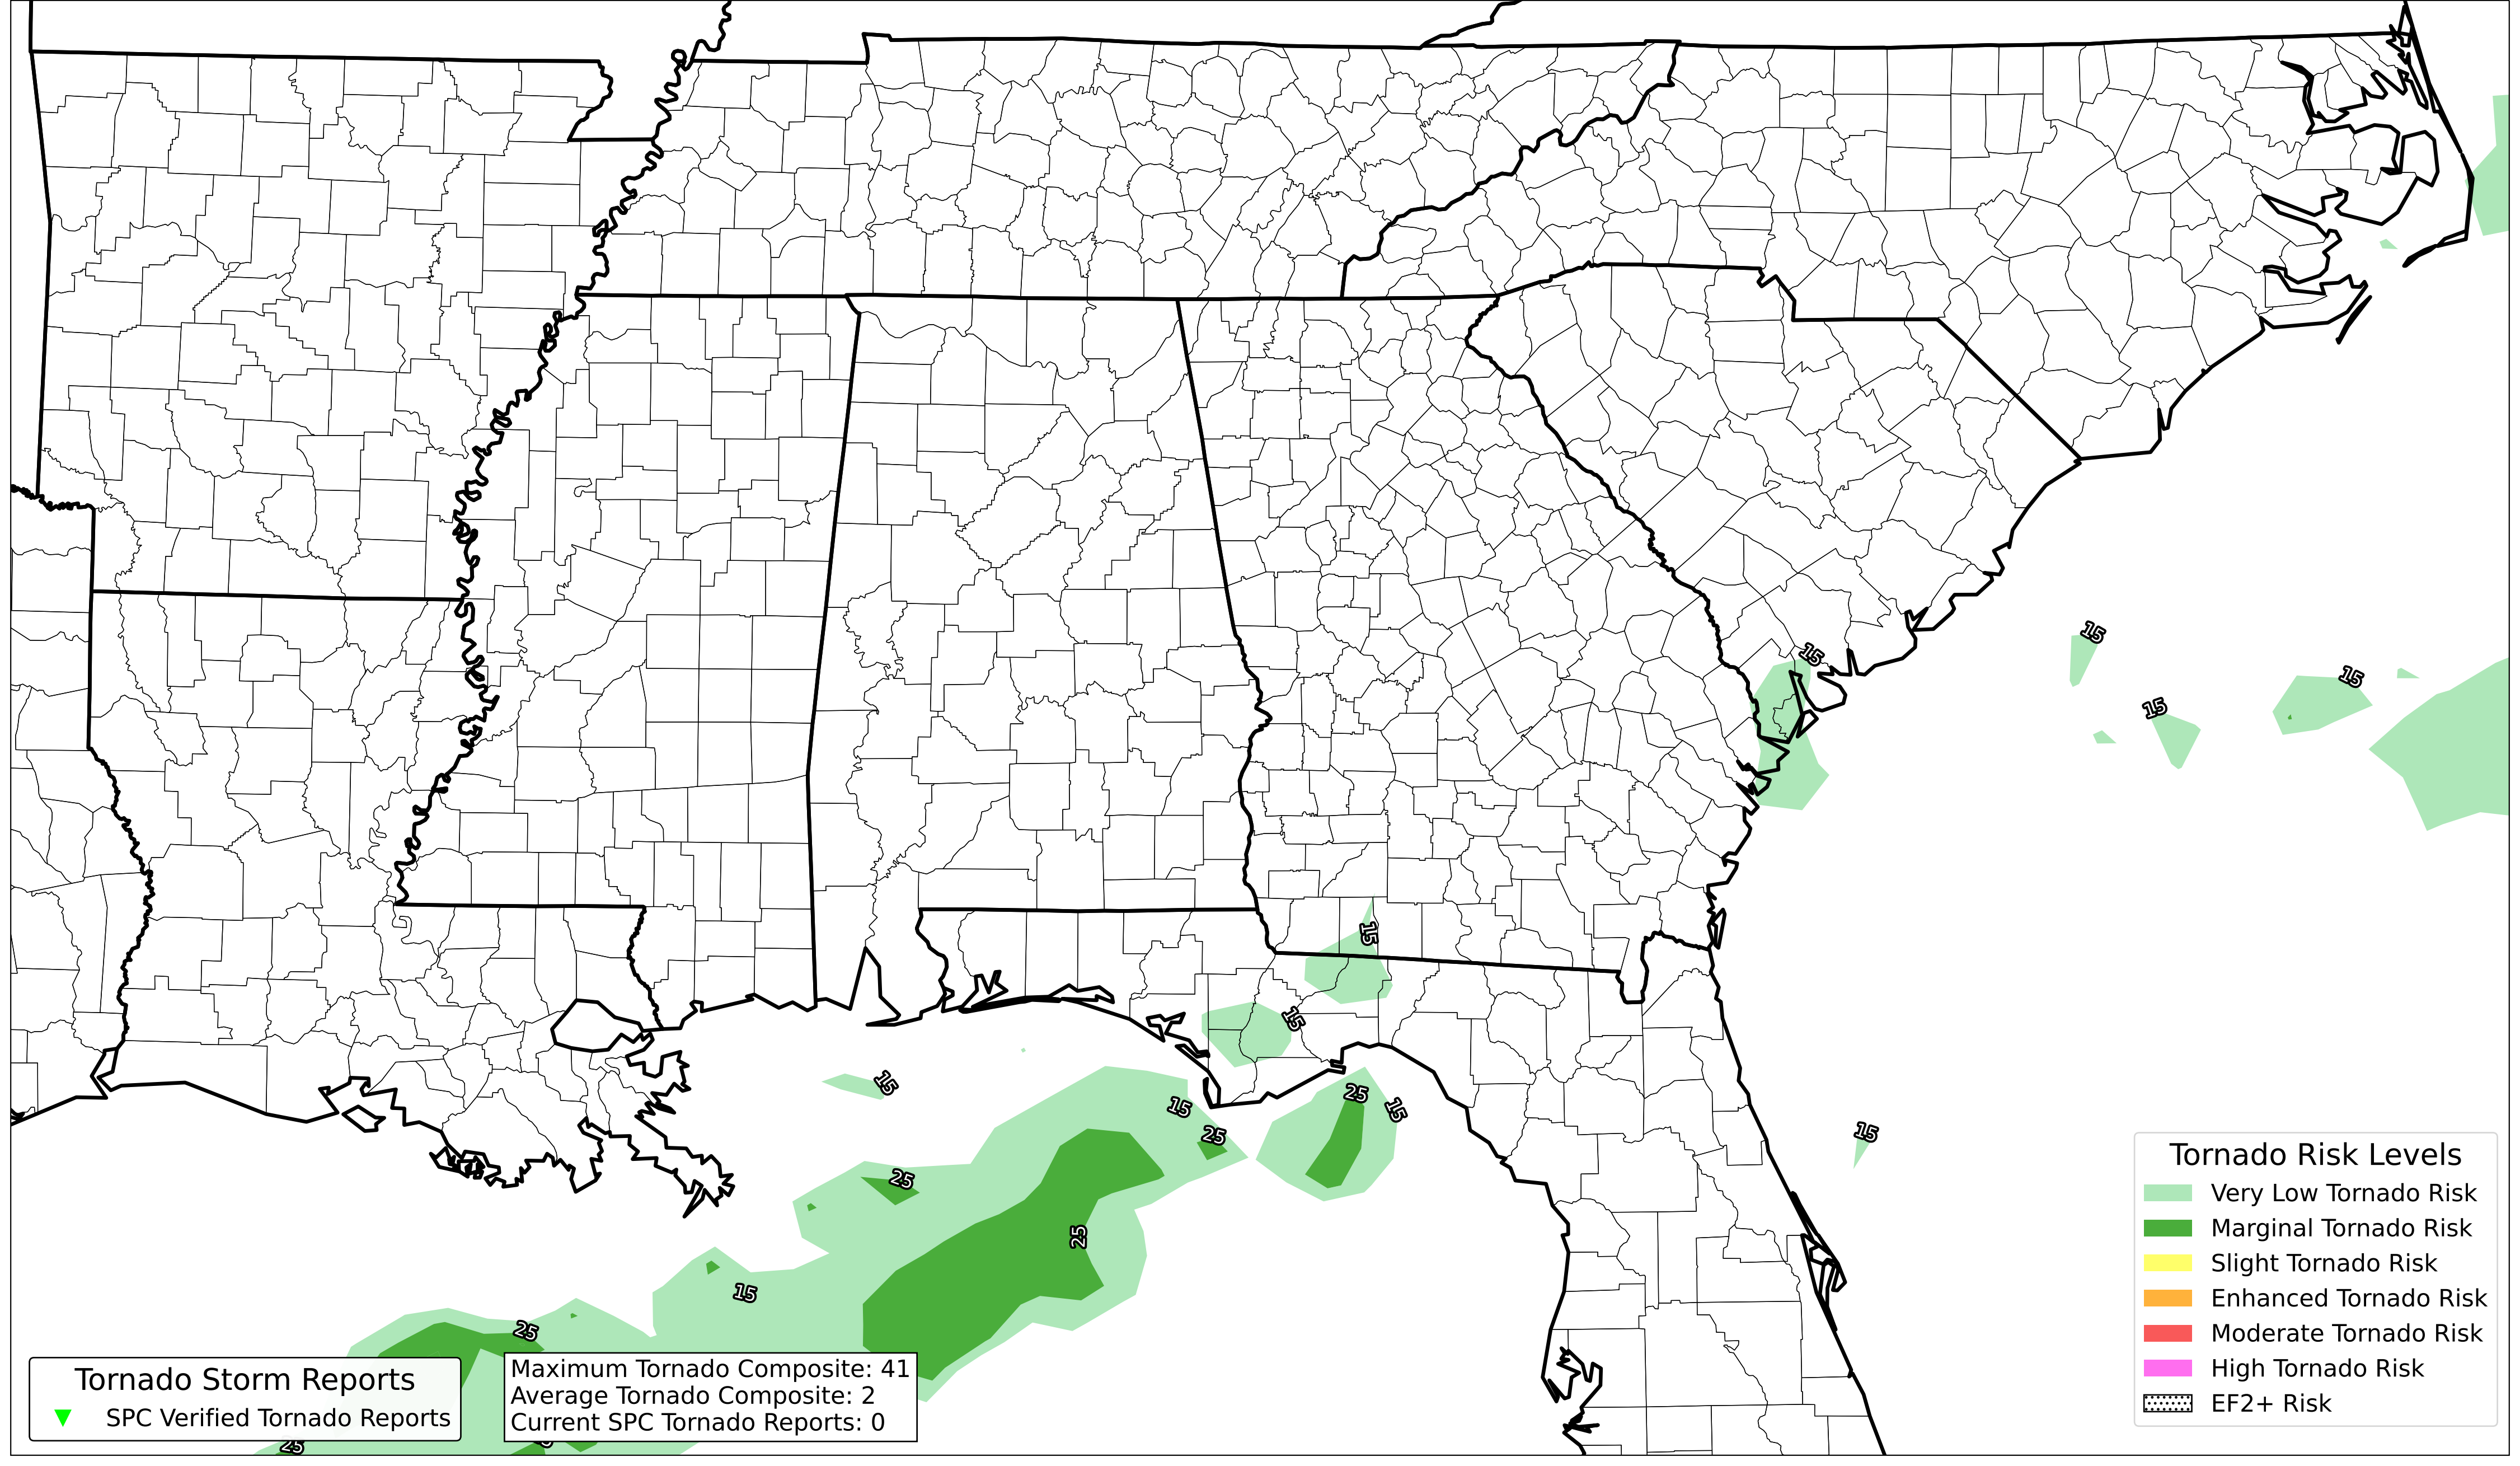 15
15
15
15
15
15
15
15
25
15
15
25
15
25
25
15
25
25
Tornado Storm Reports
SPC Verified Tornado Reports
Maximum Tornado Composite: 41
Average Tornado Composite: 2
Current SPC Tornado Reports: 0
Tornado Risk Levels
Very Low Tornado Risk
Marginal Tornado Risk
Slight Tornado Risk
Enhanced Tornado Risk
Moderate Tornado Risk
High Tornado Risk
EF2+ Risk